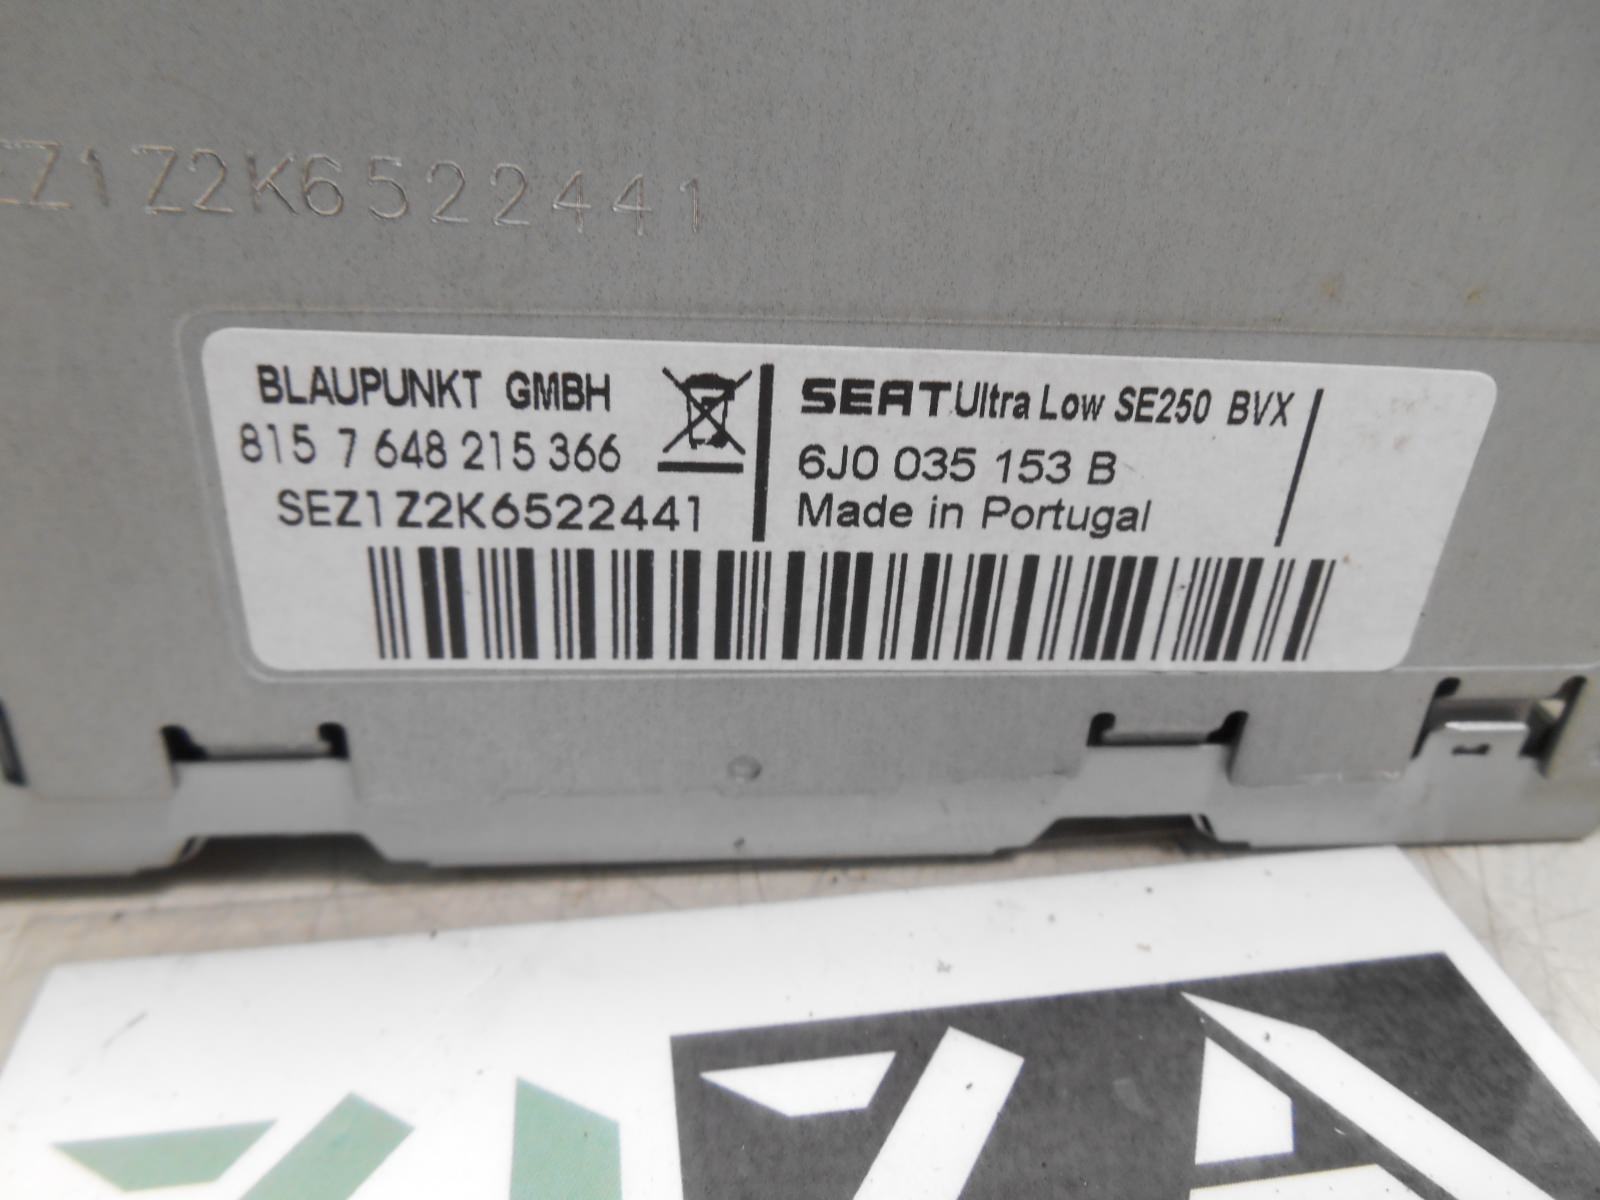 EZ1Z2K6522441
BLAUPUNKT GMBH
815 7 648 215 366
SEZ1Z2K6522441
SEAT Ultra Low SE250 BVX
6J0 035 153 B
Made in Portugal